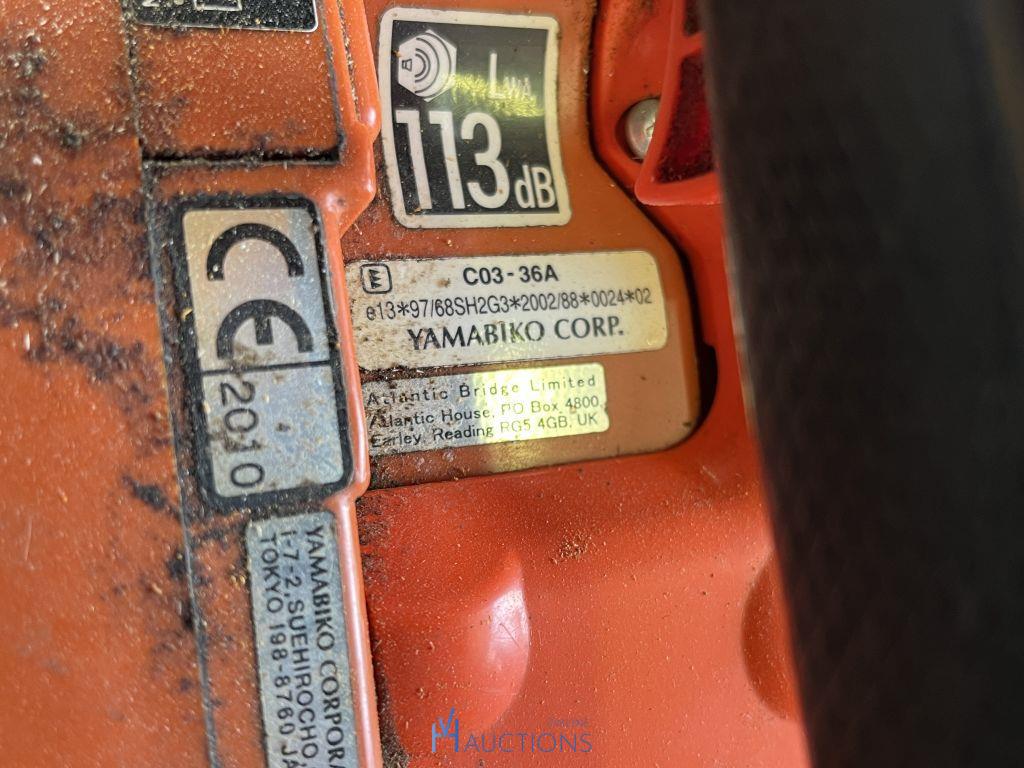 LWA
113dB
C03-36A
e13*97/68SH2G3*2002/88*0024*02
YAMABIKO CORP.
Atlantic Bridge Limited
Atlantic House, PO Box 4800,
Earley, Reading RG5 4GB, UK
CE
2010
YAMABIKO CORPORA
1-7-2, SUEHIROCHO
TOKYO 198-8760 JA
ONLINE
AUCTIONS